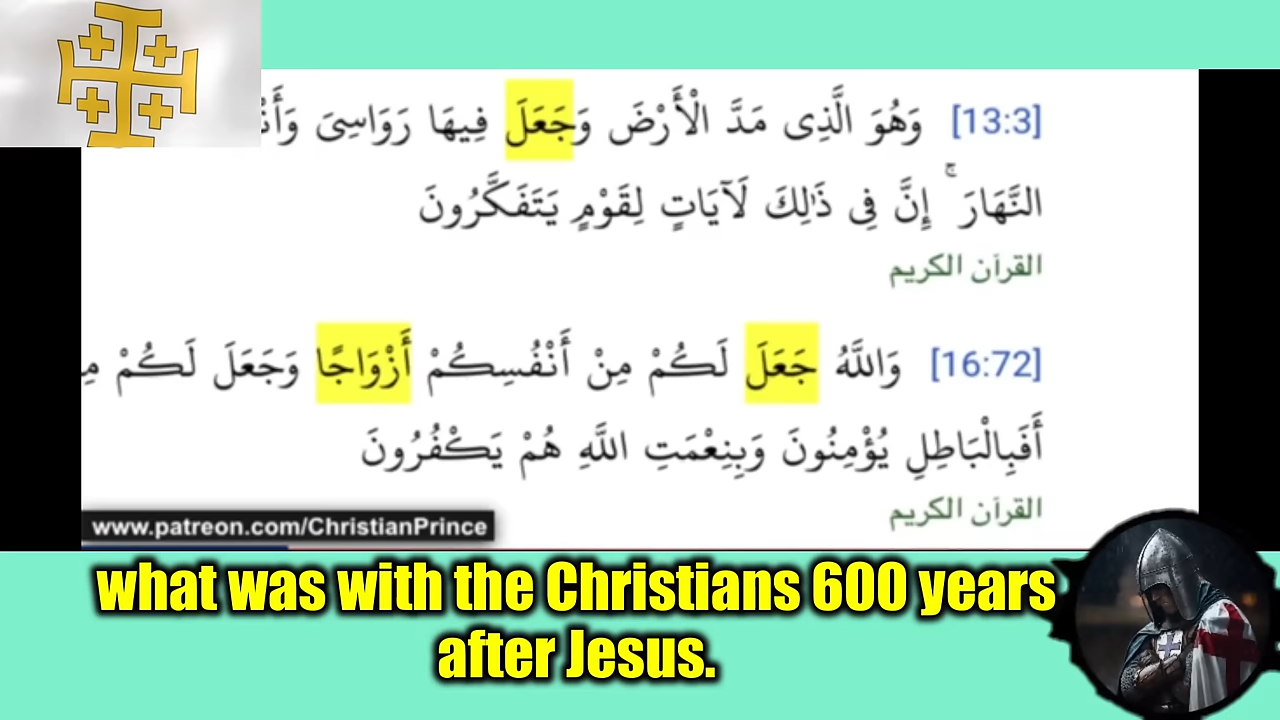 [13:3] وَهُوَ الَّذِى مَدَّ الْأَرْضَ وَجَعَلَ فِيهَا رَوَاسِىَ
النَّهَارَ ۚ إِنَّ فِى ذَٰلِكَ لَآيَاتٍ لِقَوْمٍ يَتَفَكَّرُونَ
القرآن الكريم
[16:72] وَاللَّهُ جَعَلَ لَكُمْ مِنْ أَنْفُسِكُمْ أَزْوَاجًا وَجَعَلَ لَكُمْ
أَفَبِالْبَاطِلِ يُؤْمِنُونَ وَبِنِعْمَتِ اللَّهِ هُمْ يَكْفُرُونَ
القرآن الكريم
www.patreon.com/ChristianPrince
what was with the Christians 600 years
after Jesus.